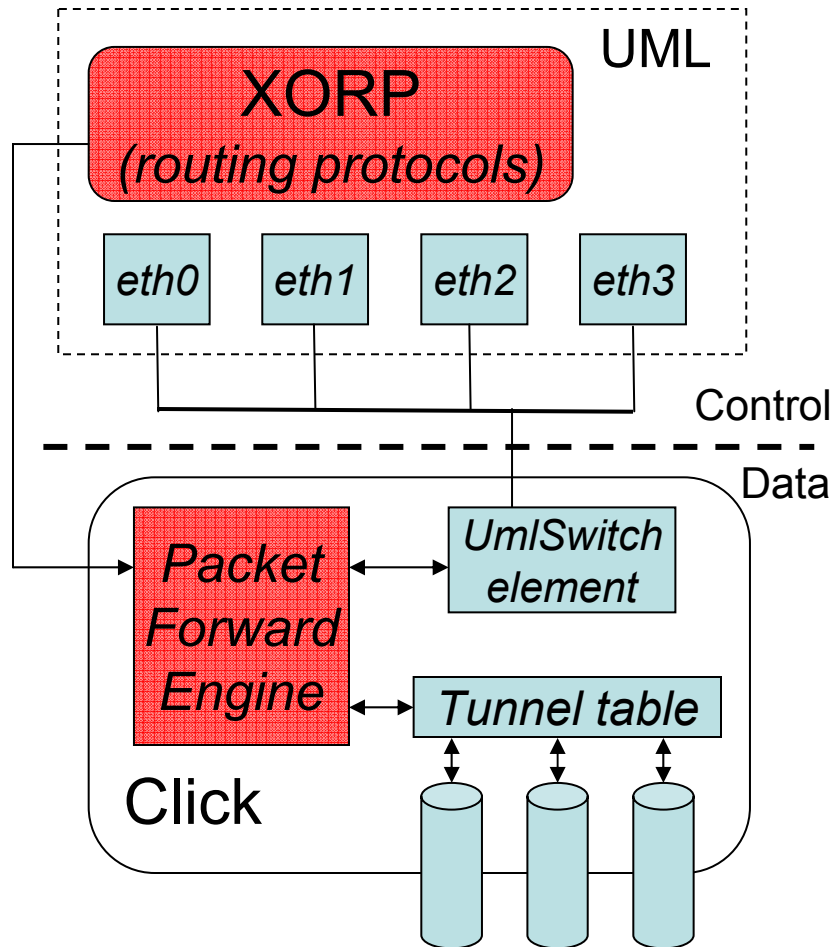 UML
XORP
(routing protocols)
eth0 eth1 eth2 eth3
Control
Data
Packet
Forward
Engine
UmlSwitch
element
Tunnel table
Click